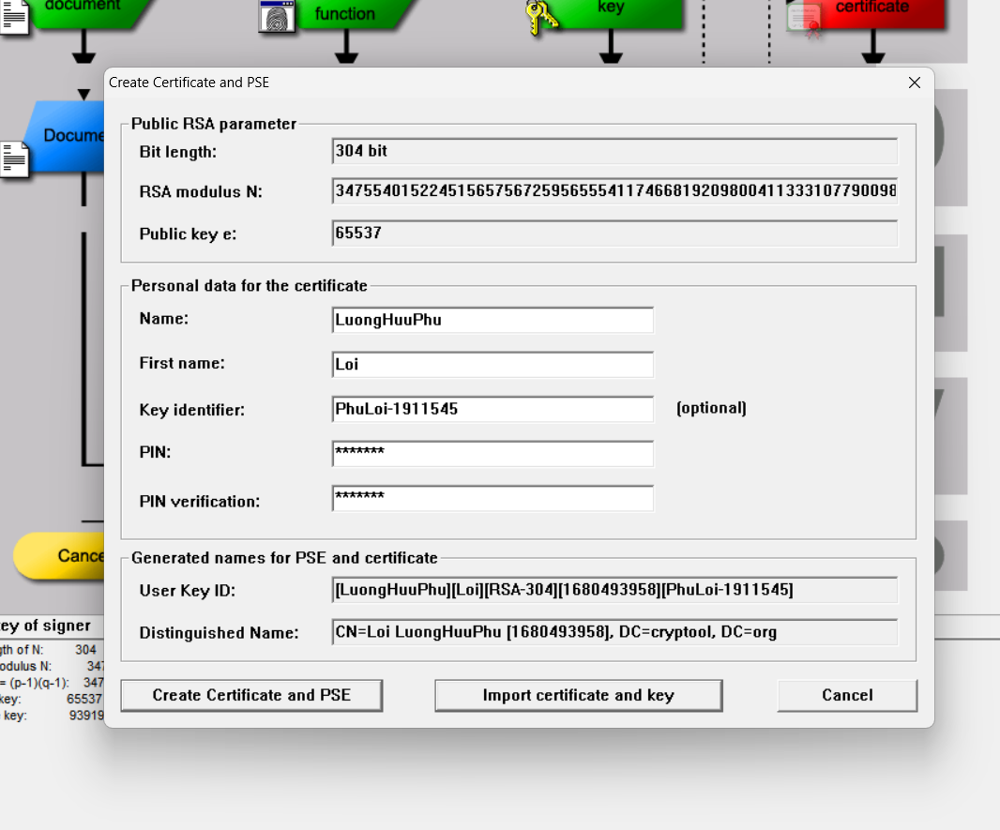 document
function
key
certificate
Create Certificate and PSE
Docume
Public RSA parameter
Bit length:
304 bit
RSA modulus N:
347554015224515657567259565554117466819209800411333107790098
Public key e:
65537
Personal data for the certificate
Name:
LuongHuuPhu
First name:
Loi
Key identifier:
PhuLoi-1911545
(optional)
PIN:
*******
PIN verification:
*******
Cance
Generated names for PSE and certificate
User Key ID:
[LuongHuuPhu][Loi][RSA-304][1680493958][PhuLoi-1911545]
Distinguished Name:
CN=Loi LuongHuuPhu [1680493958], DC=cryptool, DC=org
Create Certificate and PSE
Import certificate and key
Cancel
ey of signer
gth of N: 304
odulus N: 347
= (p-1)(q-1): 347
key: 65537
key: 93919